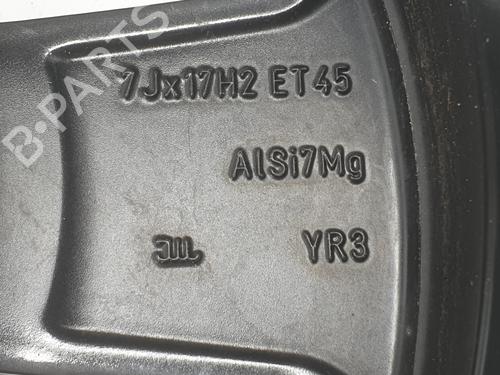 B-PARTS
7Jx17H2 ET45
AlSi7Mg
YR3